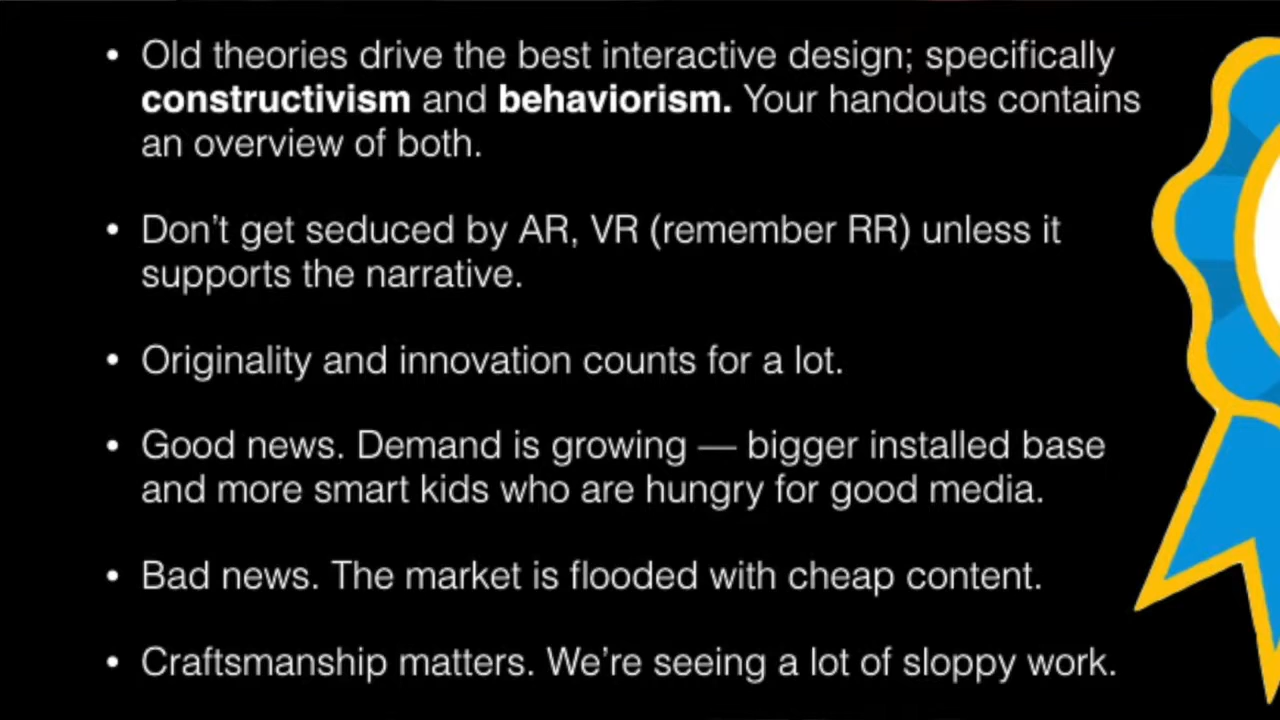 • Old theories drive the best interactive design; specifically
constructivism and behaviorism. Your handouts contains
an overview of both.
• Don't get seduced by AR, VR (remember RR) unless it
supports the narrative.
• Originality and innovation counts for a lot.
• Good news. Demand is growing — bigger installed base
and more smart kids who are hungry for good media.
• Bad news. The market is flooded with cheap content.
• Craftsmanship matters. We're seeing a lot of sloppy work.